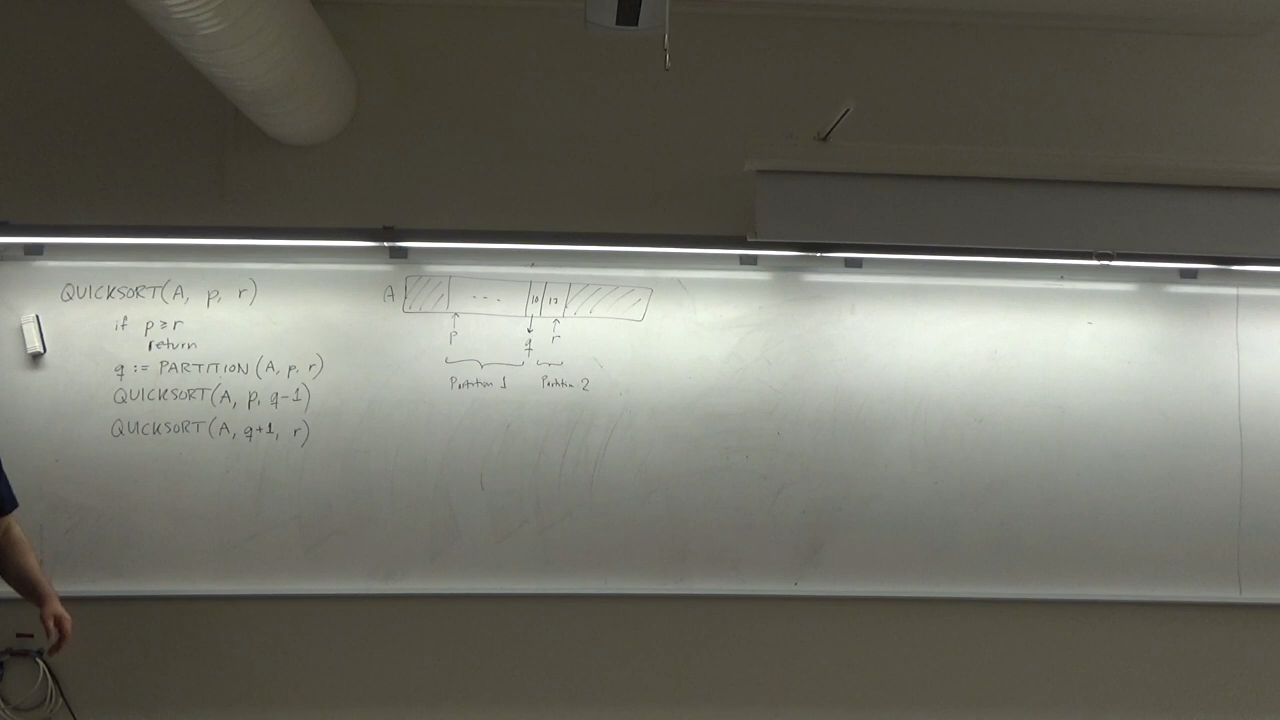 QUICKSORT(A, p, r)
if p ≥ r
return
q := PARTITION(A, p, r)
QUICKSORT(A, p, q-1)
QUICKSORT(A, q+1, r)
A ... 10 12
p q r
Partition 1 Partition 2